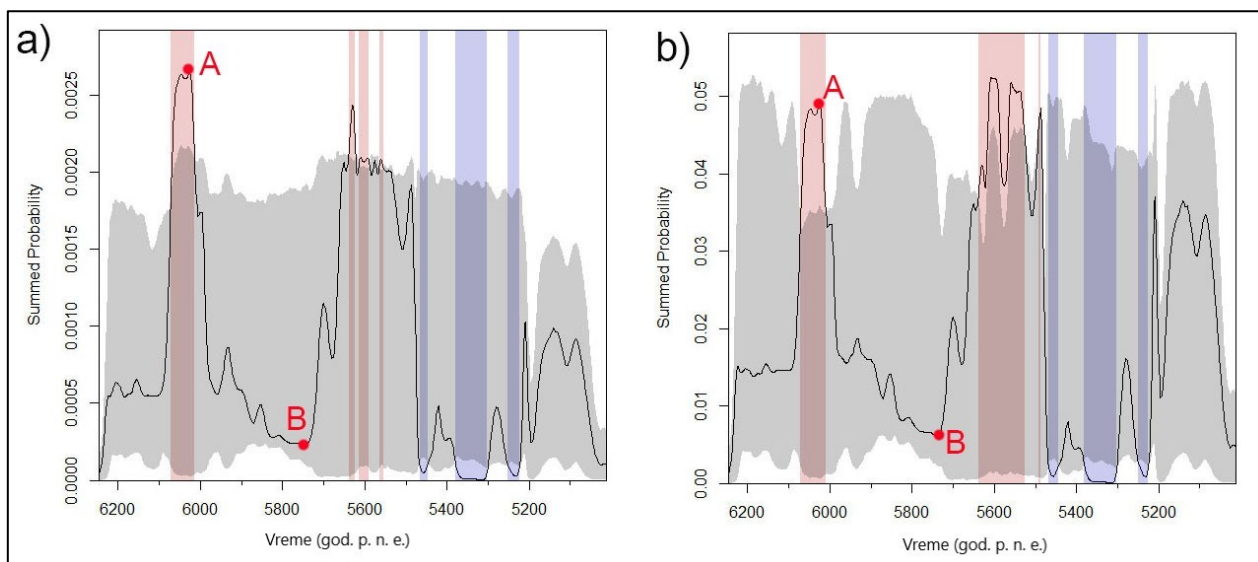 a)
A
B
Summed Probability
0.0000
0.0005
0.0010
0.0015
0.0020
0.0025
6200 6000 5800 5600 5400 5200
Vreme (god. p. n. e.)
b)
A
B
Summed Probability
0.00
0.01
0.02
0.03
0.04
0.05
6200 6000 5800 5600 5400 5200
Vreme (god. p. n. e.)